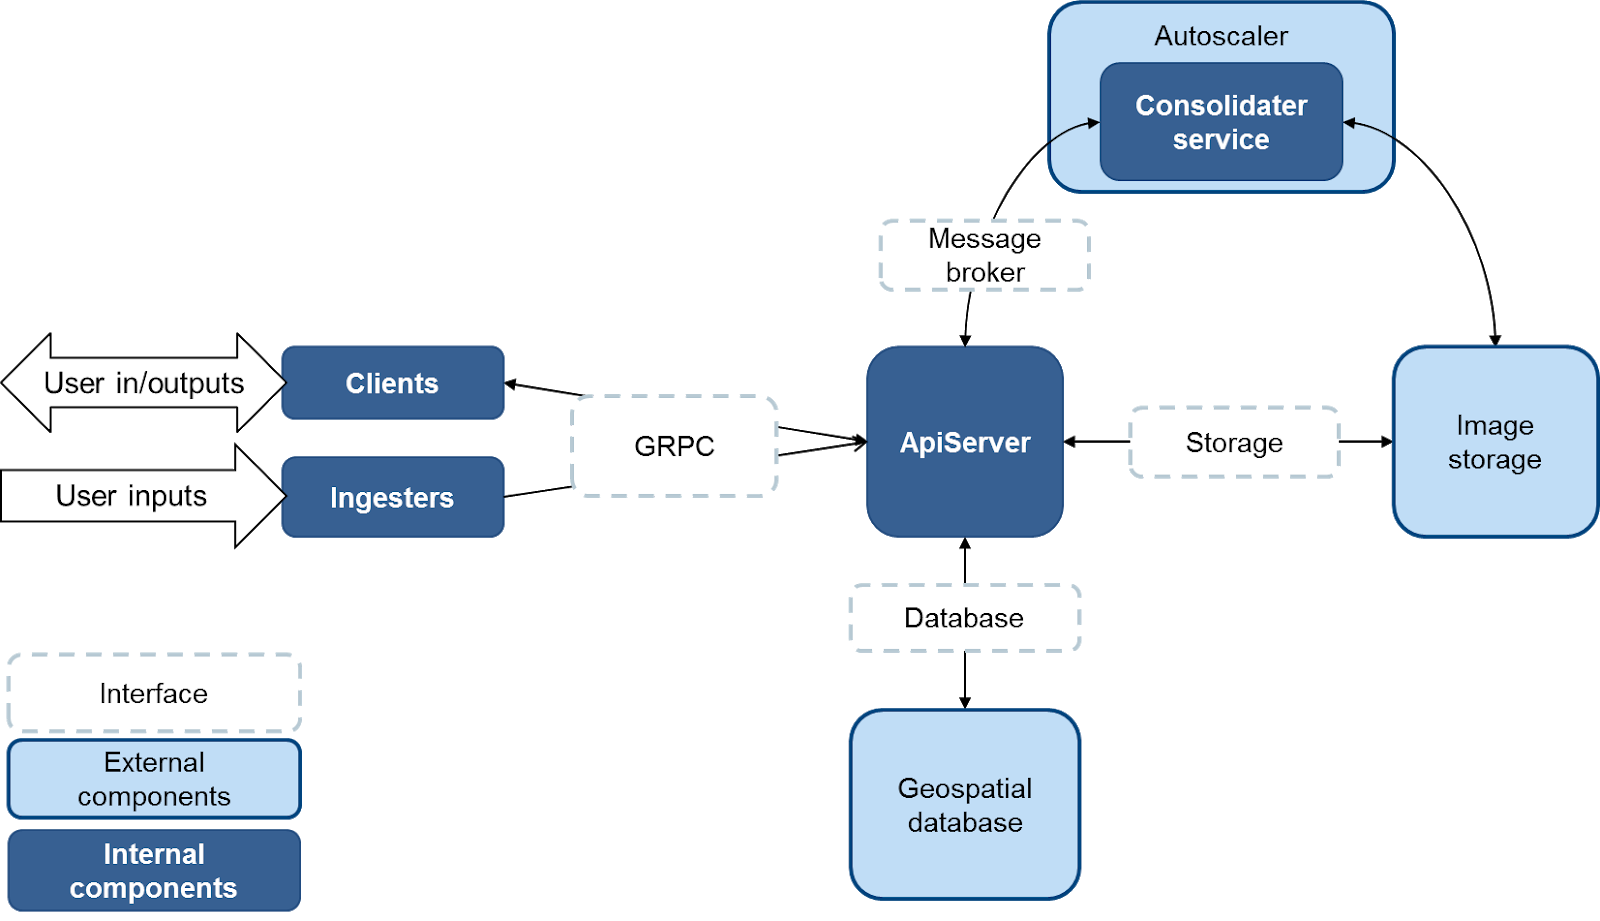 Autoscaler
Consolidater
service
Message
broker
User in/outputs
Clients
GRPC
ApiServer
Storage
Image
storage
User inputs
Ingesters
Database
Interface
External
components
Geospatial
database
Internal
components